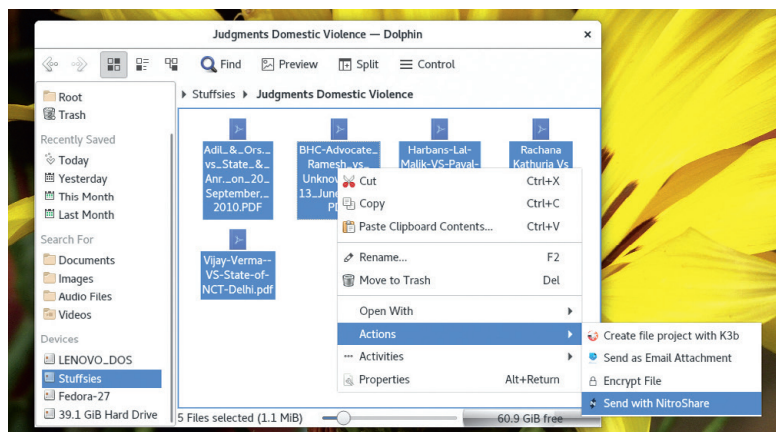 Judgments Domestic Violence — Dolphin
Find Preview Split Control
Root
Trash
Recently Saved
Today
Yesterday
This Month
Last Month
Search For
Documents
Images
Audio Files
Videos
Devices
LENOVO_DOS
Stuffsies
Fedora-27
39.1 GiB Hard Drive
Stuffsies Judgments Domestic Violence
Adil_&_Ors._
vs_State_&_
Anr._on_20_
September,_
2010.PDF
BHC-Advocate_
Ramesh_vs_
Harbans-Lal-
Malik-VS-Payal-
Rachana
Kathuria Vs
Vijay-Verma--
VS-State-of-
NCT-Delhi.pdf
Cut Ctrl+X
Copy Ctrl+C
Paste Clipboard Contents... Ctrl+V
Rename... F2
Move to Trash Del
Open With
Actions
Activities
Properties Alt+Return
Create file project with K3b
Send as Email Attachment
Encrypt File
Send with NitroShare
5 Files selected (1.1 MiB)
60.9 GiB free